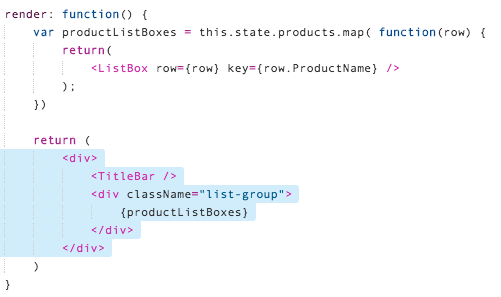 render: function() {
    var productListBoxes = this.state.products.map( function(row) {
        return(
            <ListBox row={row} key={row.ProductName} />
        );
    })

    return (
        <div>
            <TitleBar />
            <div className="list-group">
                {productListBoxes}
            </div>
        </div>
    )
}